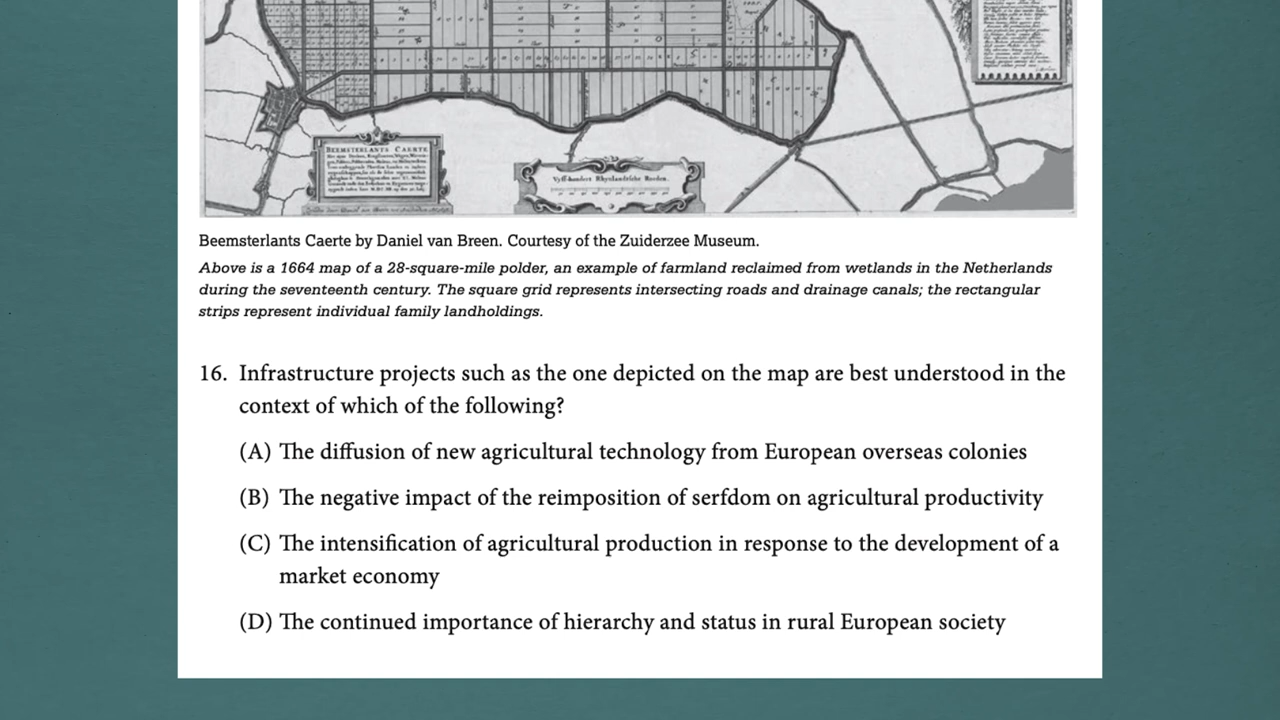 BEEMSTERLANTS CAERTE
Vyff-hondert Rhynlandtsche Roeden.
Beemsterlants Caerte by Daniel van Breen. Courtesy of the Zuiderzee Museum.
Above is a 1664 map of a 28-square-mile polder, an example of farmland reclaimed from wetlands in the Netherlands
during the seventeenth century. The square grid represents intersecting roads and drainage canals; the rectangular
strips represent individual family landholdings.
16. Infrastructure projects such as the one depicted on the map are best understood in the
context of which of the following?
(A) The diffusion of new agricultural technology from European overseas colonies
(B) The negative impact of the reimposition of serfdom on agricultural productivity
(C) The intensification of agricultural production in response to the development of a
market economy
(D) The continued importance of hierarchy and status in rural European society